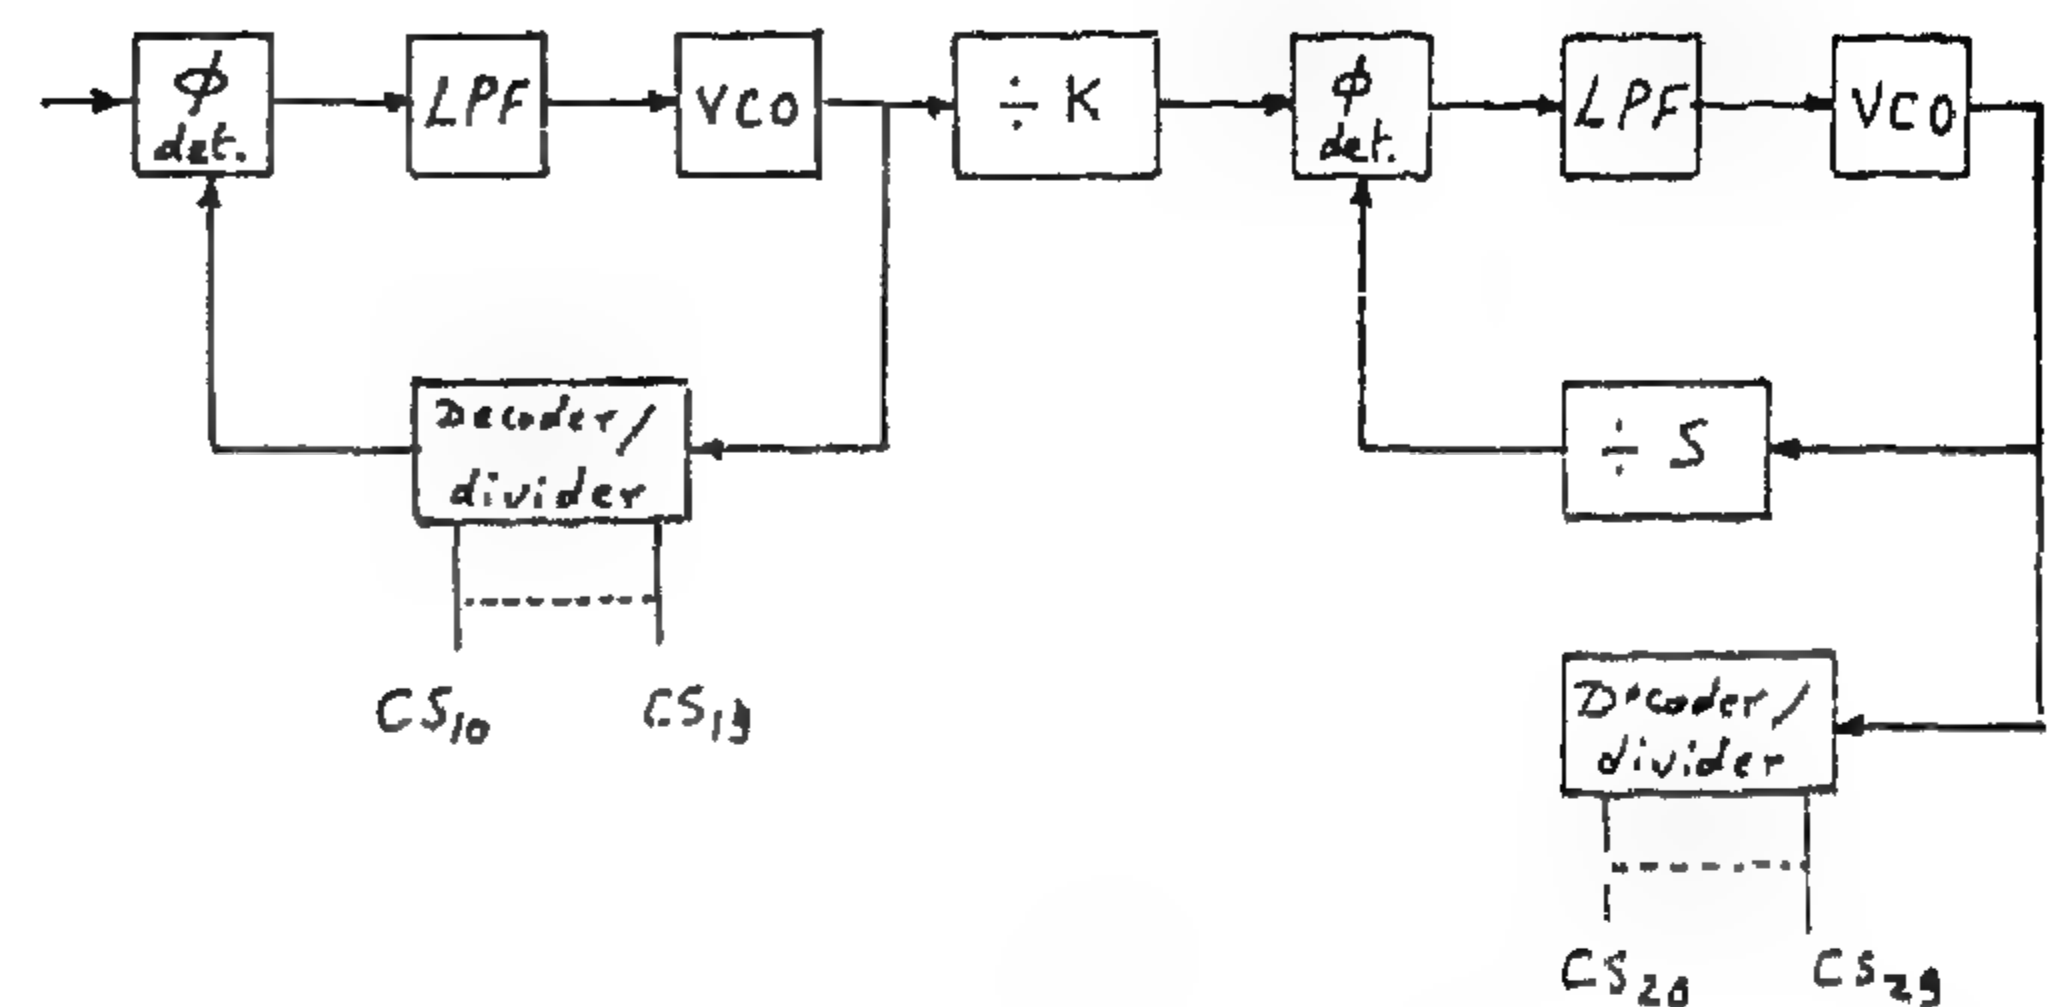 ϕ
det.
LPF
VCO
÷ K
ϕ
det.
LPF
VCO
Decoder/
divider
÷ S
CS₁₀
CS₁₉
Decoder/
divider
CS₂₀
CS₂₉